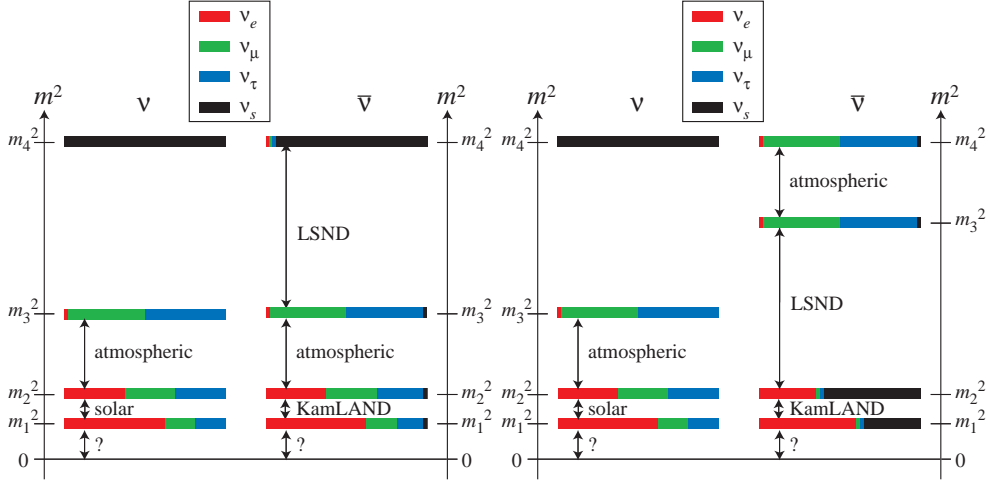 ν_e
ν_μ
ν_τ
ν_s
m² ν ν̅ m²
m₄² m₄²
LSND
m₃² m₃²
atmospheric atmospheric
m₂² m₂²
solar KamLAND
m₁² m₁²
? ?
0 0
ν_e
ν_μ
ν_τ
ν_s
m² ν ν̅ m²
m₄² m₄²
atmospheric
m₃² m₃²
LSND
atmospheric
m₂² m₂²
solar KamLAND
m₁² m₁²
? ?
0 0